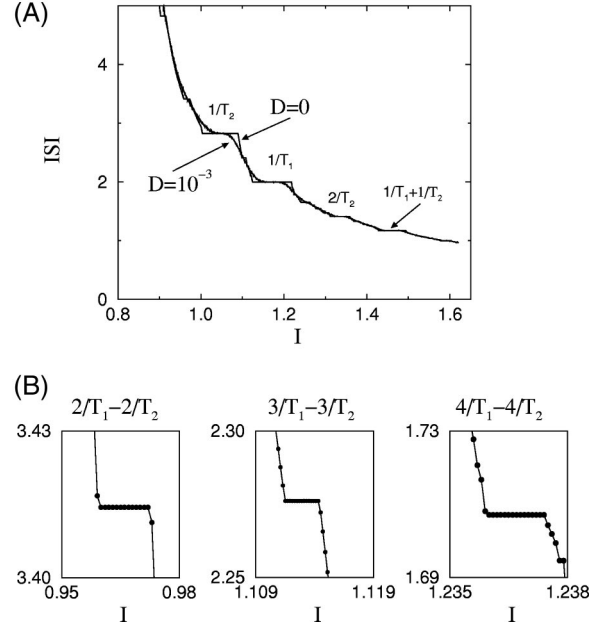 (A)
4
2
0
ISI
1/T₂
D=0
D=10⁻³
1/T₁
2/T₂
1/T₁+1/T₂
0.8 1.0 1.2 1.4 1.6
I
(B)
2/T₁−2/T₂ 3/T₁−3/T₂ 4/T₁−4/T₂
3.43 2.30 1.73
3.40 2.25 1.69
0.95 0.98 1.109 1.119 1.235 1.238
I I I